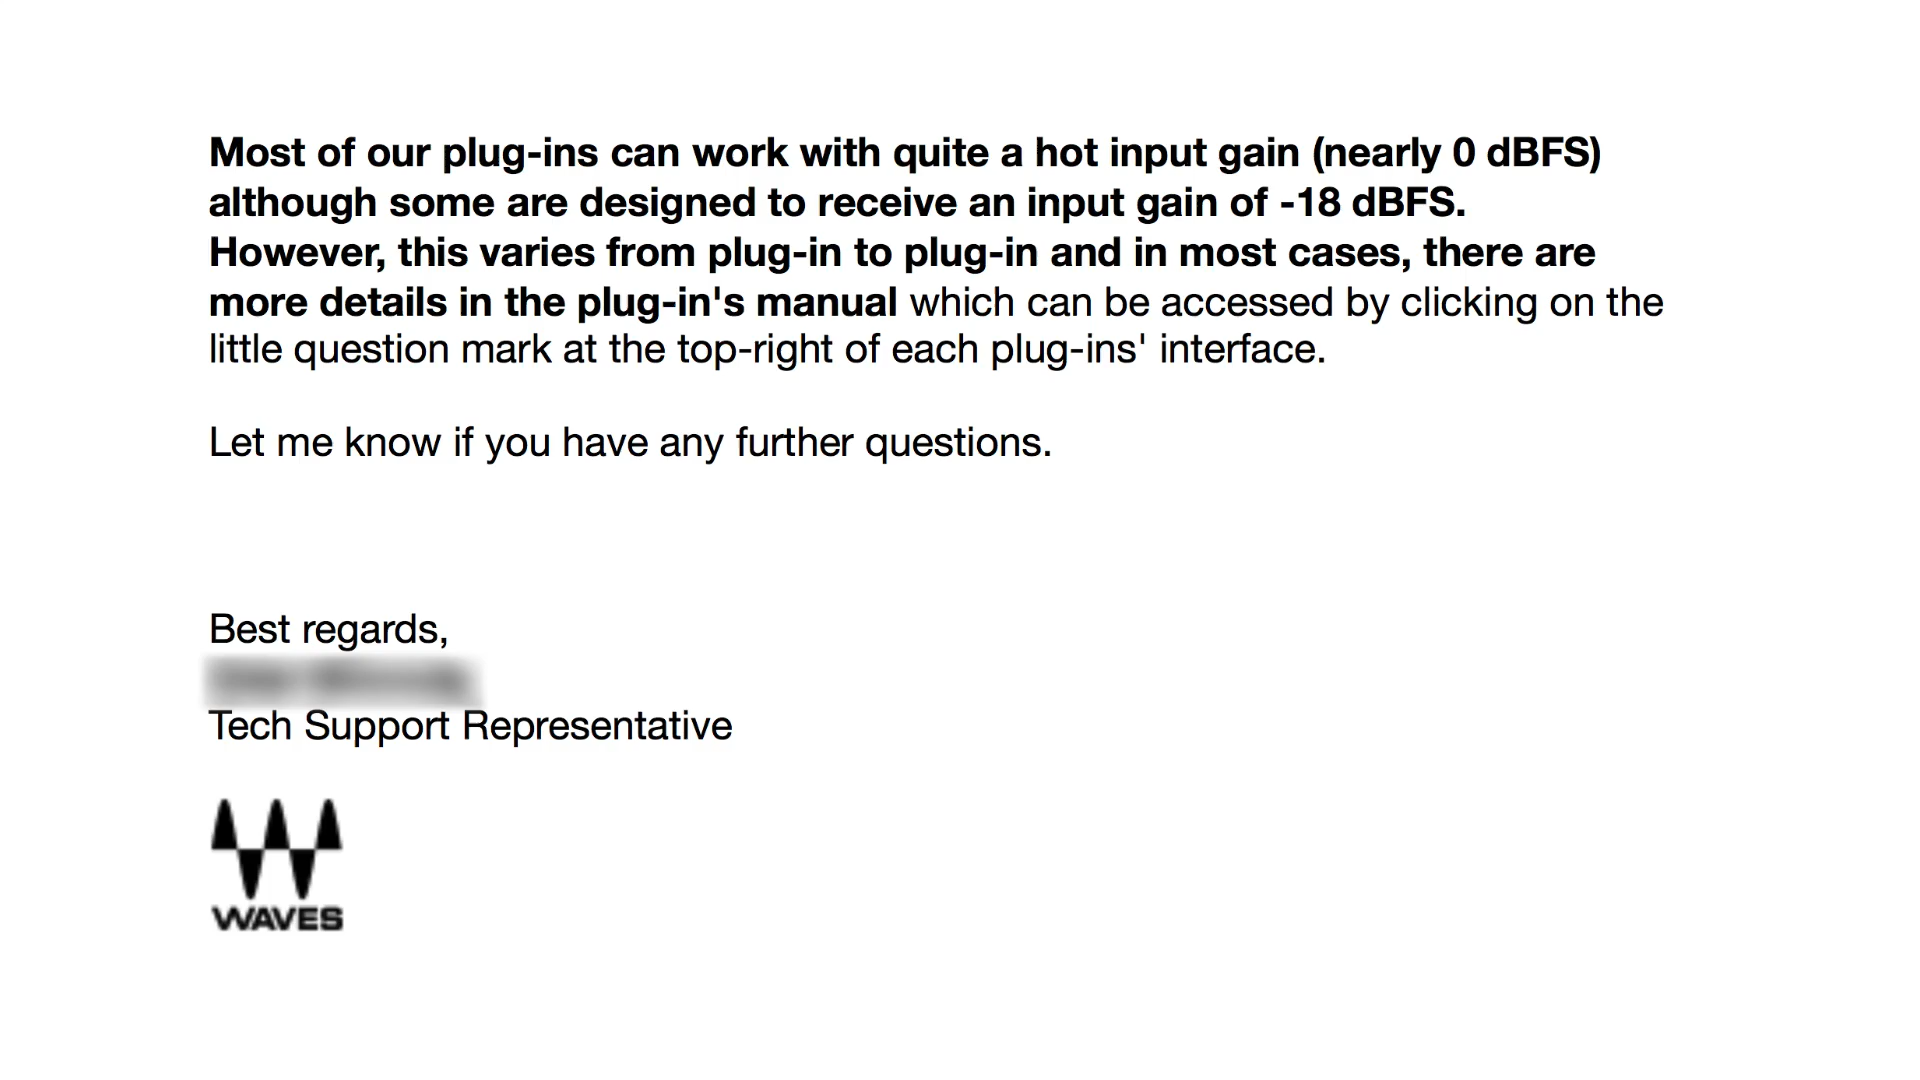 Most of our plug-ins can work with quite a hot input gain (nearly 0 dBFS)
although some are designed to receive an input gain of -18 dBFS.
However, this varies from plug-in to plug-in and in most cases, there are
more details in the plug-in's manual which can be accessed by clicking on the
little question mark at the top-right of each plug-ins' interface.
Let me know if you have any further questions.
Best regards,
Tech Support Representative
WAVES